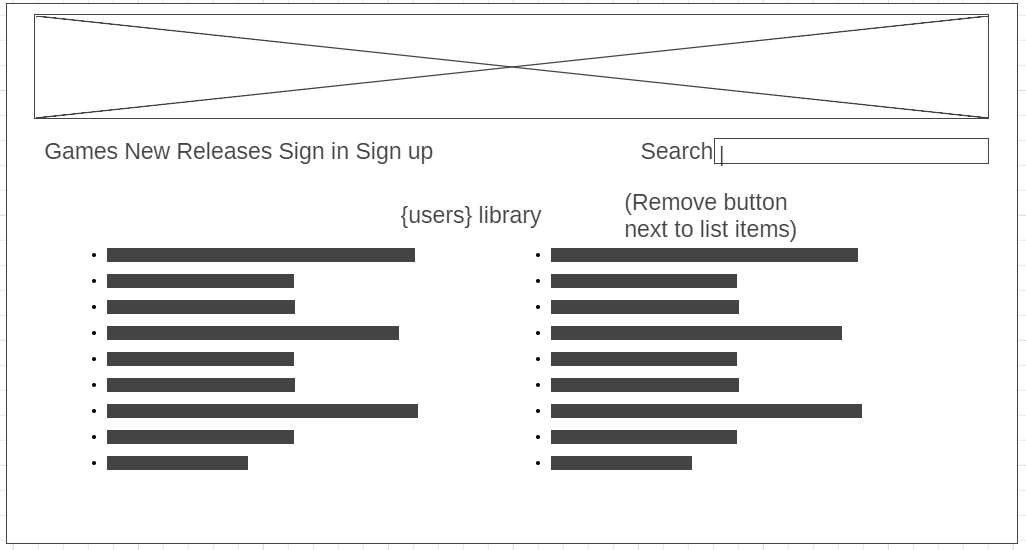 Games New Releases Sign in Sign up
Search
{users} library
(Remove button
next to list items)